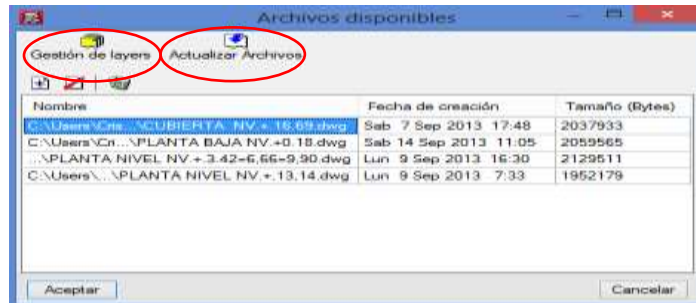 Archivos disponibles
Gestión de layers Actualizar Archivos
Nombre Fecha de creación Tamaño (Bytes)
C:\Users\Cris...\CUBIERTA NV.+ 16,69.dwg Sab 7 Sep 2013 17:48 2037933
C:\Users\Cri...\PLANTA BAJA NV.+0.18.dwg Sab 14 Sep 2013 11:05 2059565
...\PLANTA NIVEL NV.+.3.42=6,66=9,90.dwg Lun 9 Sep 2013 16:30 2129511
C:\Users\...\PLANTA NIVEL NV.+.13,14.dwg Lun 9 Sep 2013 7:33 1952179
Aceptar Cancelar